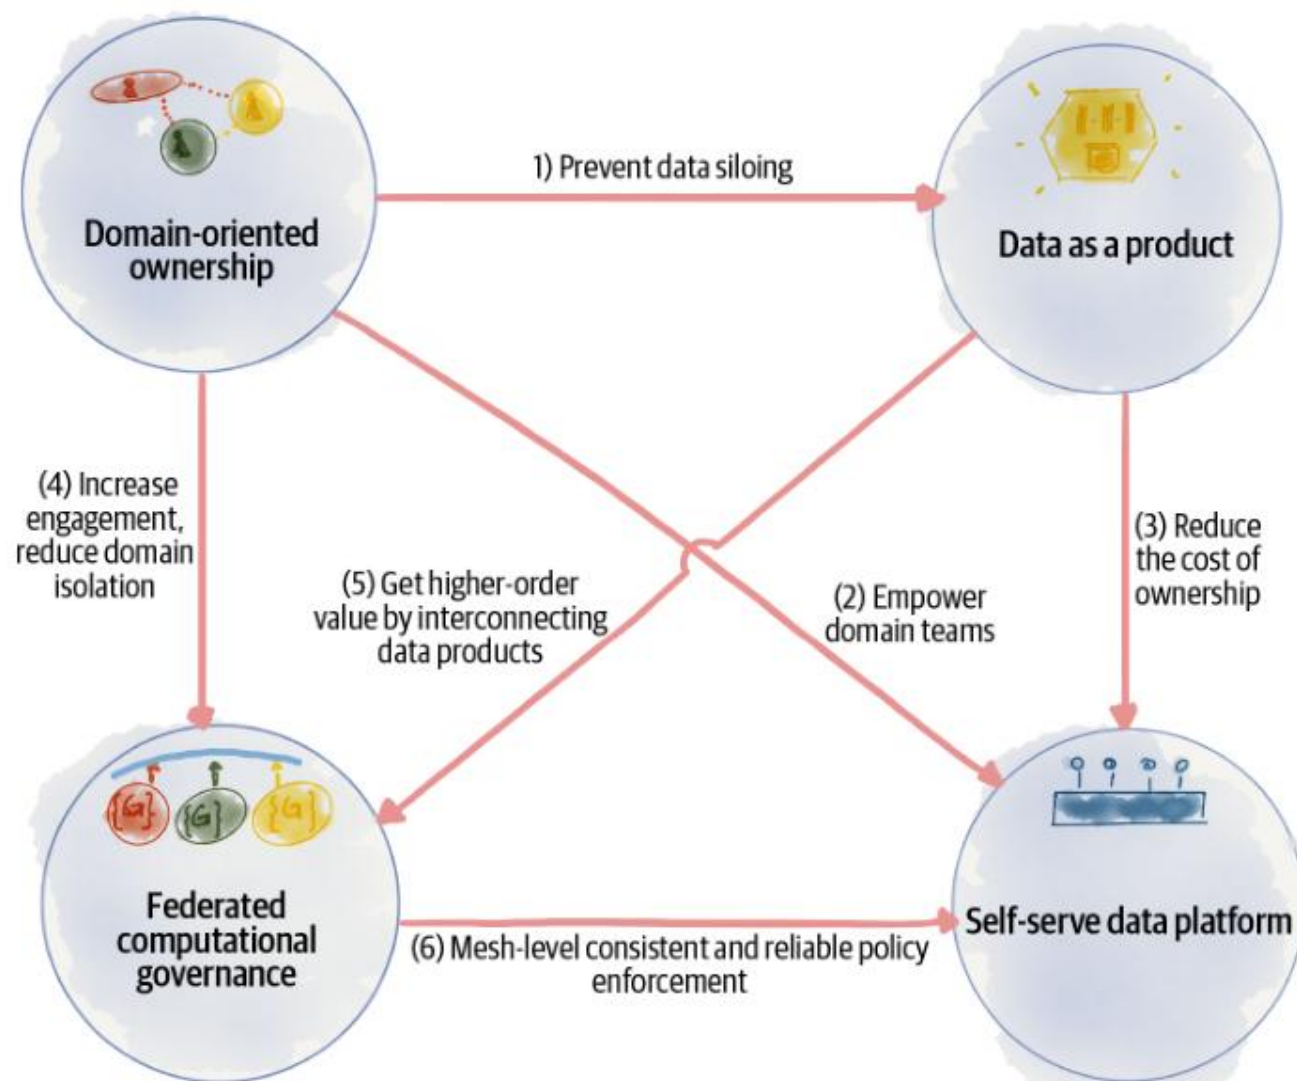 1) Prevent data siloing
Domain-oriented
ownership
Data as a product
(4) Increase
engagement,
reduce domain
isolation
(5) Get higher-order
value by interconnecting
data products
(2) Empower
domain teams
(3) Reduce
the cost of
ownership
{G}
{G}
{G}
Federated
computational
governance
Self-serve data platform
(6) Mesh-level consistent and reliable policy
enforcement